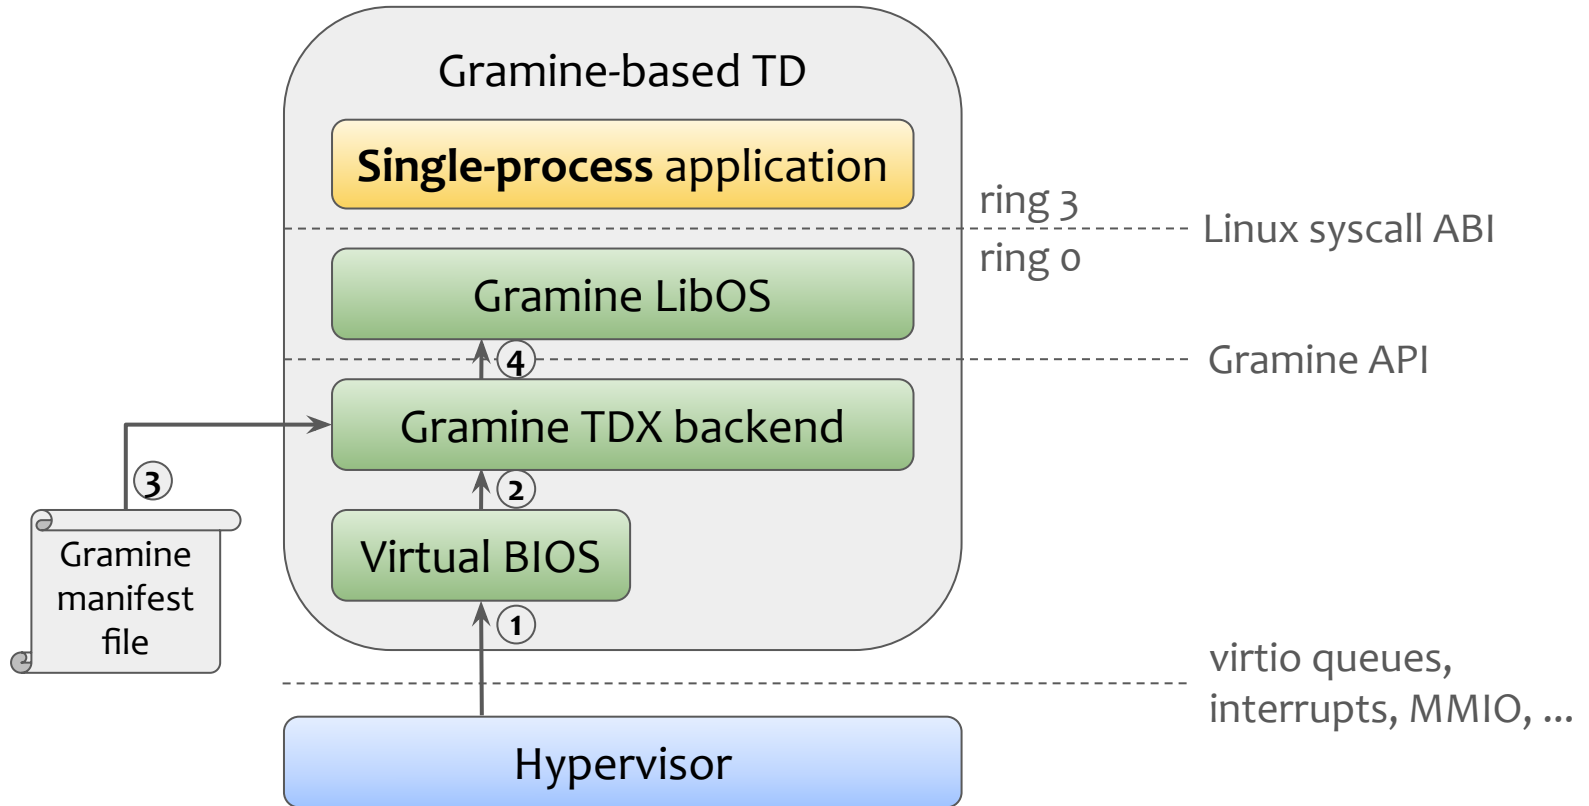 Gramine-based TD
Single-process application
ring 3
Linux syscall ABI
ring 0
Gramine LibOS
4
Gramine API
Gramine TDX backend
3
2
Gramine
manifest
file
Virtual BIOS
1
virtio queues,
interrupts, MMIO, ...
Hypervisor